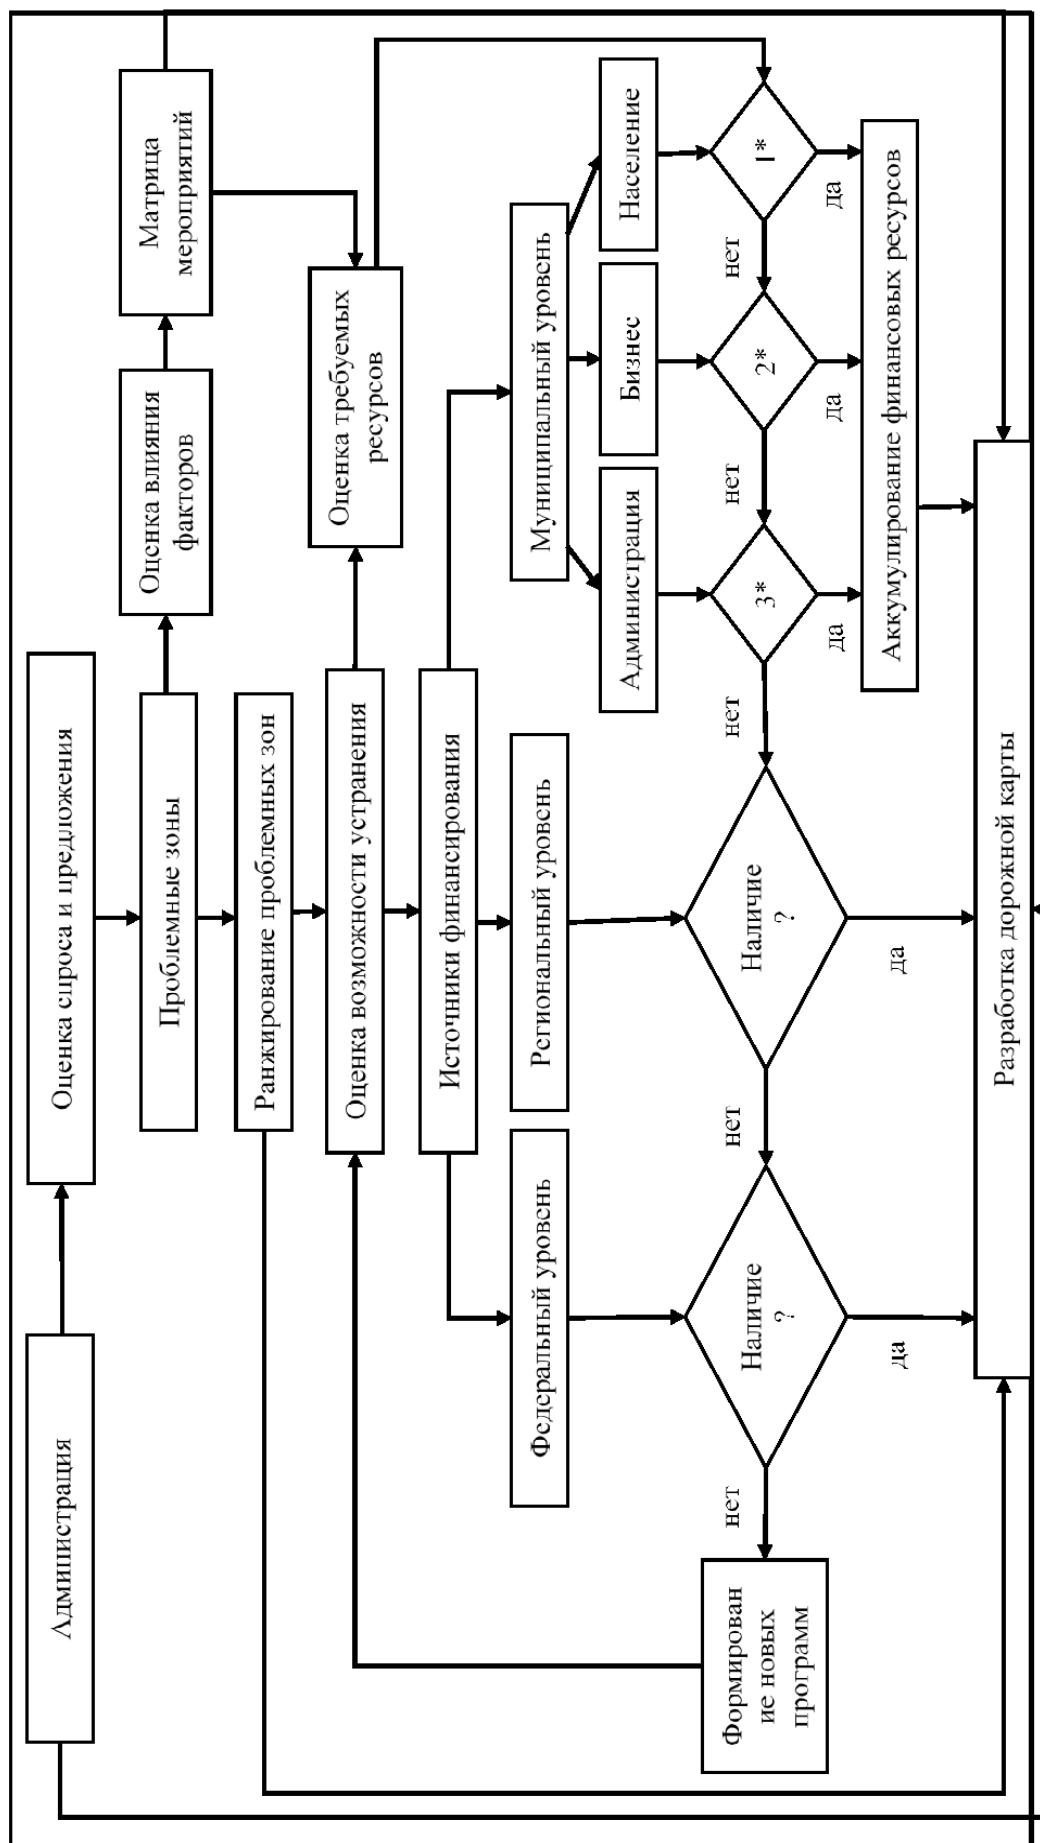 Администрация
Оценка спроса и предложения
Проблемные зоны
Оценка влияния
факторов
Матрица
мероприятий
Ранжирование проблемных зон
Оценка возможности устранения
Оценка требуемых
ресурсов
Источники финансирования
Федеральный уровень
Региональный уровень
Муниципальный уровень
Администрация
Бизнес
Население
Формирован
ие новых
программ
нет
Наличие
?
нет
Наличие
?
нет
3*
нет
2*
нет
1*
да
да
да
да
да
Аккумулирование финансовых ресурсов
Разработка дорожной карты